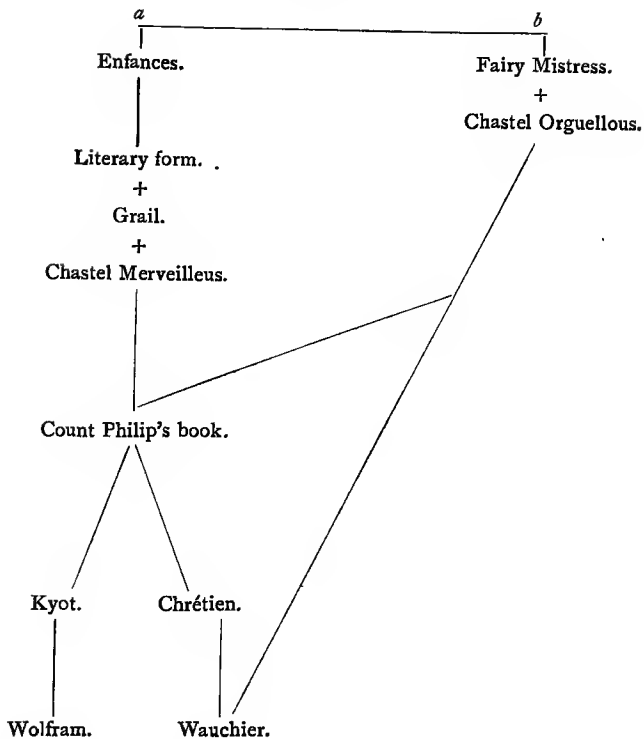 a
b
Enfances.
Fairy Mistress.
+
Chastel Orguellous.
Literary form.
+
Grail.
+
Chastel Merveilleus.
Count Philip's book.
Kyot.
Chrétien.
Wolfram.
Wauchier.